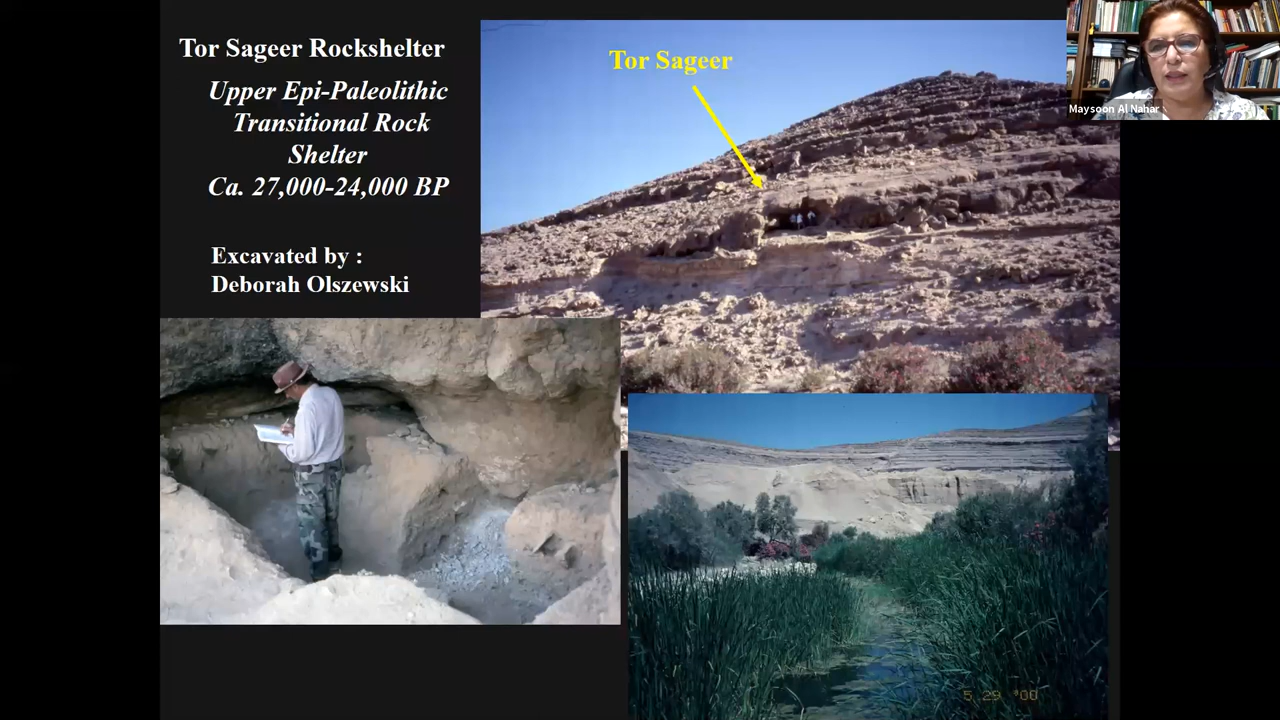 Tor Sageer Rockshelter
Upper Epi-Paleolithic
Transitional Rock
Shelter
Ca. 27,000-24,000 BP
Excavated by :
Deborah Olszewski
Tor Sageer
Maysoon Al Nahar
5 29 '00